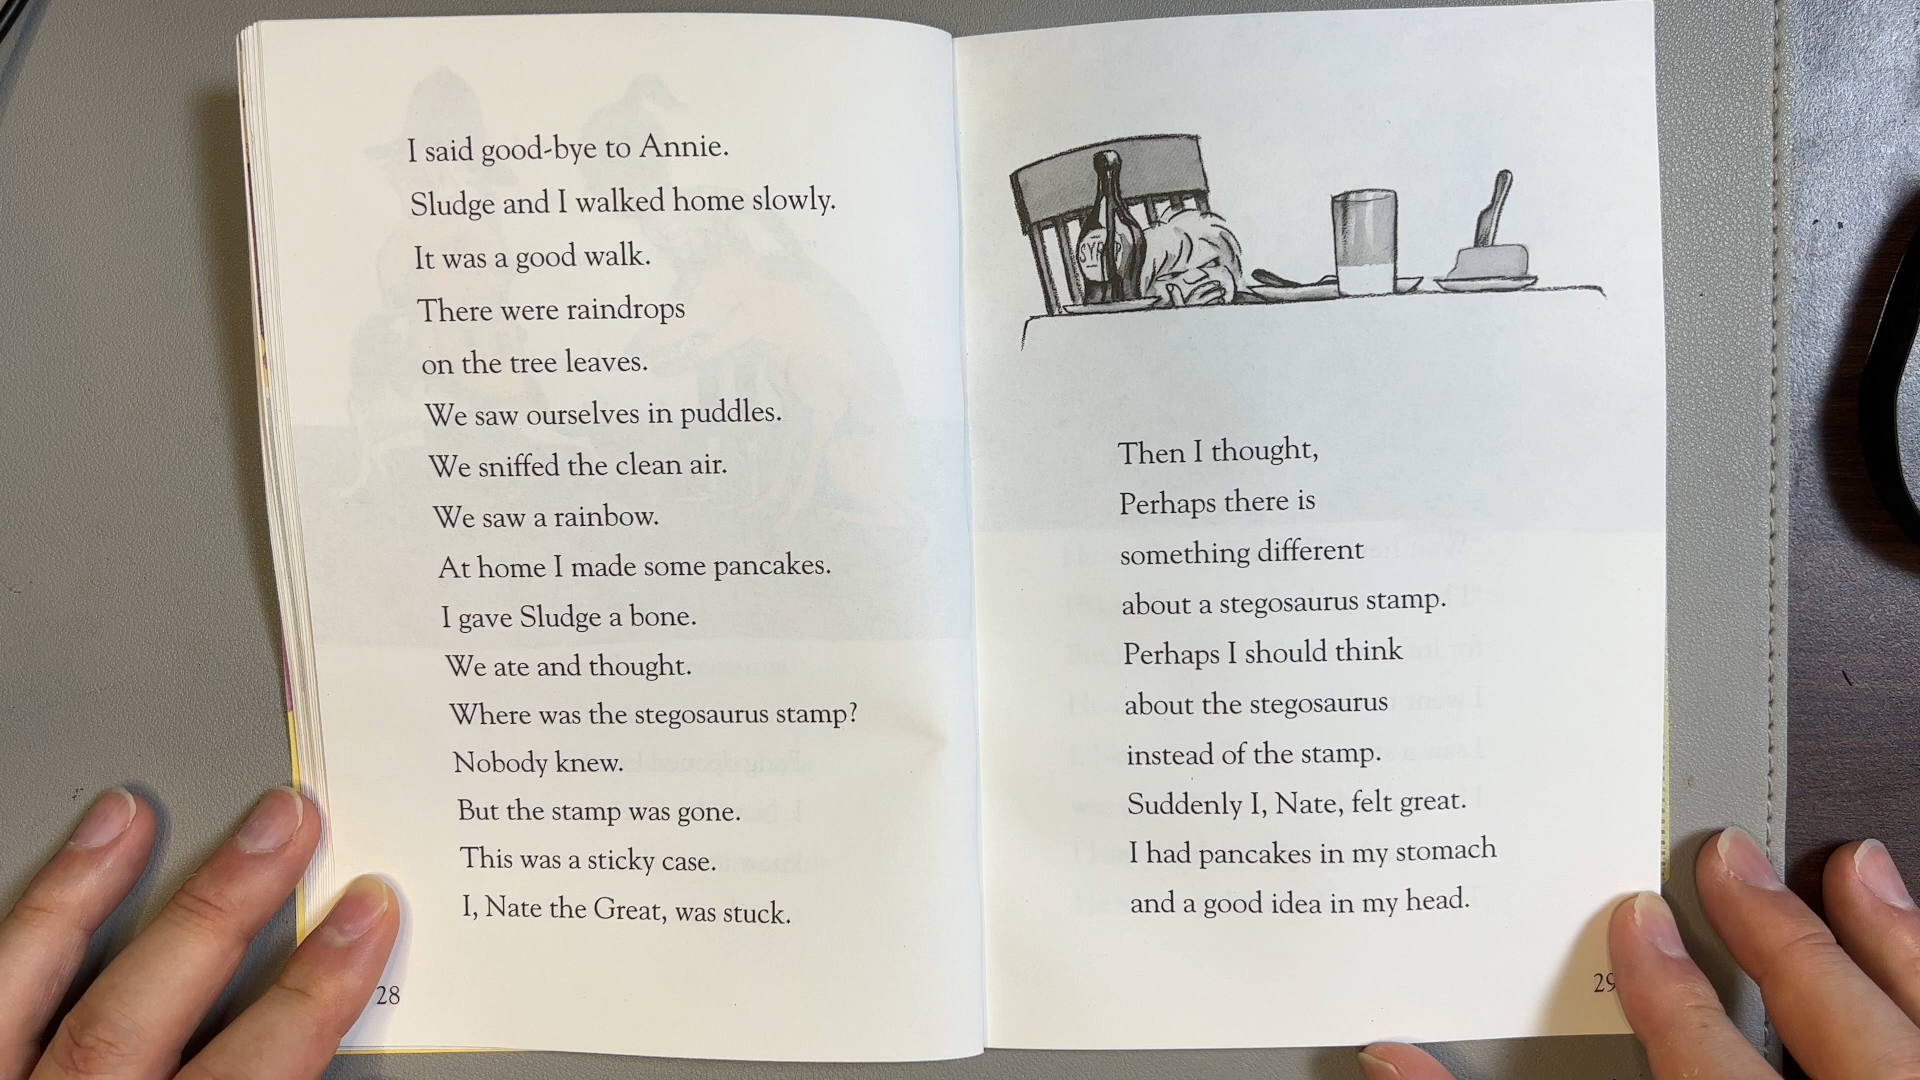 I said good-bye to Annie.
Sludge and I walked home slowly.
It was a good walk.
There were raindrops
on the tree leaves.
We saw ourselves in puddles.
We sniffed the clean air.
We saw a rainbow.
At home I made some pancakes.
I gave Sludge a bone.
We ate and thought.
Where was the stegosaurus stamp?
Nobody knew.
But the stamp was gone.
This was a sticky case.
I, Nate the Great, was stuck.
28
Then I thought,
Perhaps there is
something different
about a stegosaurus stamp.
Perhaps I should think
about the stegosaurus
instead of the stamp.
Suddenly I, Nate, felt great.
I had pancakes in my stomach
and a good idea in my head.
29